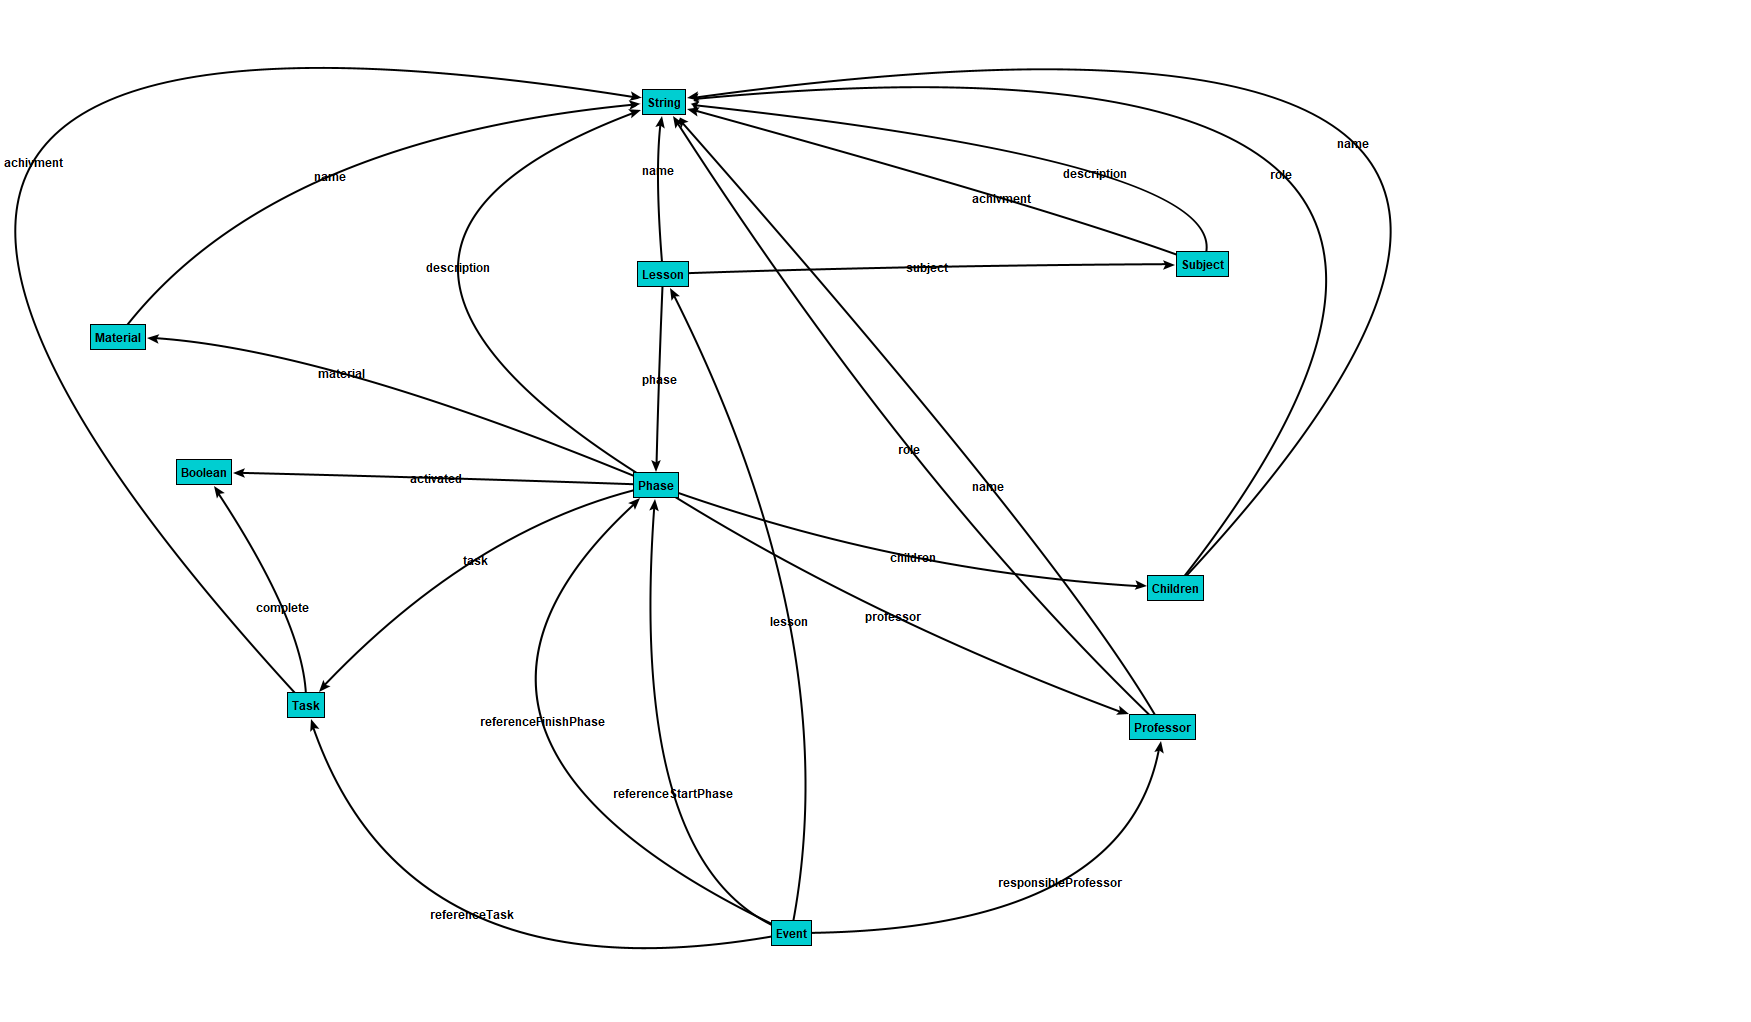 String
achivment
name
role
name
name
description
achivment
description
Lesson
subject
Subject
Material
material
phase
role
Boolean
activated
Phase
name
task
children
Children
complete
lesson
professor
Task
referenceFinishPhase
Professor
referenceStartPhase
responsibleProfessor
referenceTask
Event